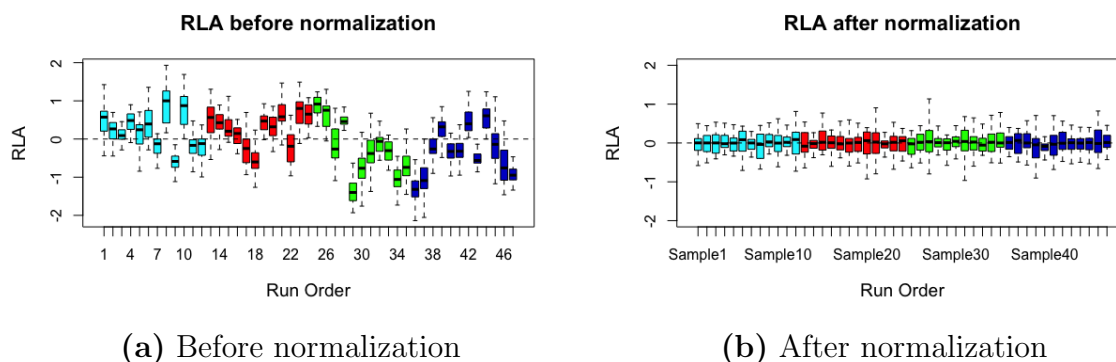 RLA before normalization
RLA
2
1
0
-1
-2
1 4 7 10 14 18 22 26 30 34 38 42 46
Run Order
(a) Before normalization
RLA after normalization
RLA
2
1
0
-1
-2
Sample1 Sample10 Sample20 Sample30 Sample40
Run Order
(b) After normalization